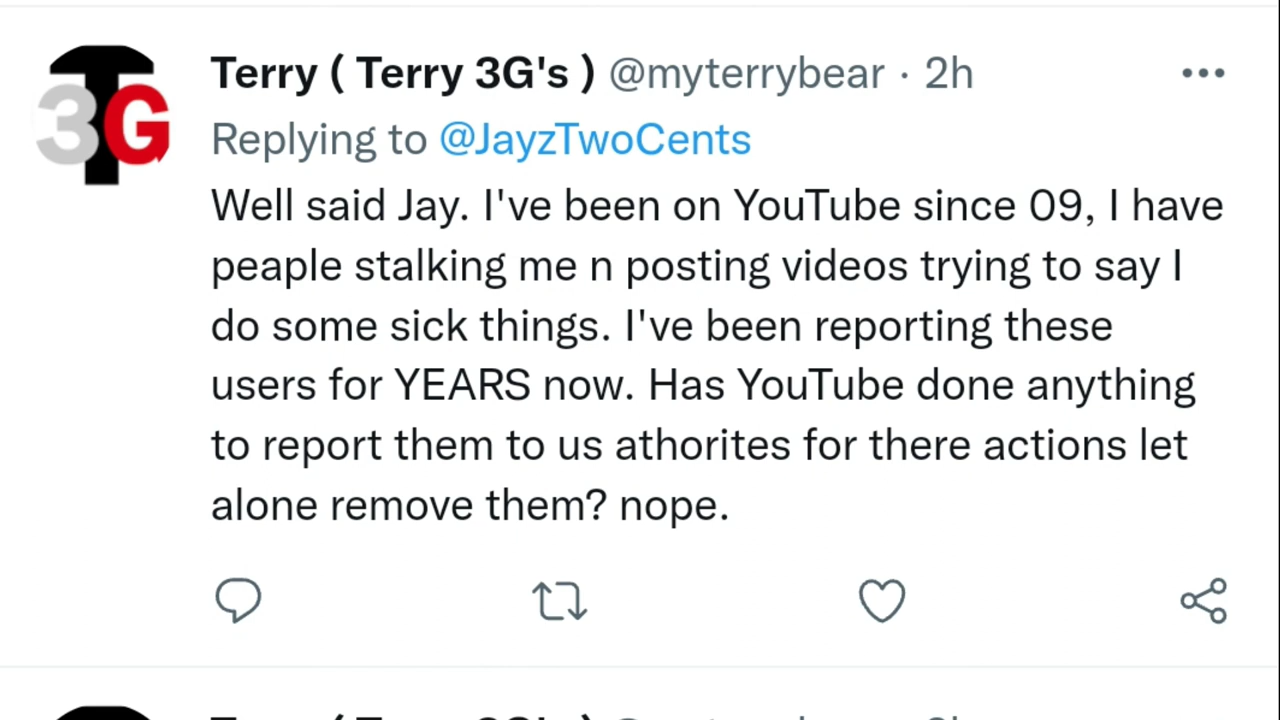 3G
Terry ( Terry 3G's ) @myterrybear · 2h
Replying to @JayzTwoCents
Well said Jay. I've been on YouTube since 09, I have
peaple stalking me n posting videos trying to say I
do some sick things. I've been reporting these
users for YEARS now. Has YouTube done anything
to report them to us athorites for there actions let
alone remove them? nope.